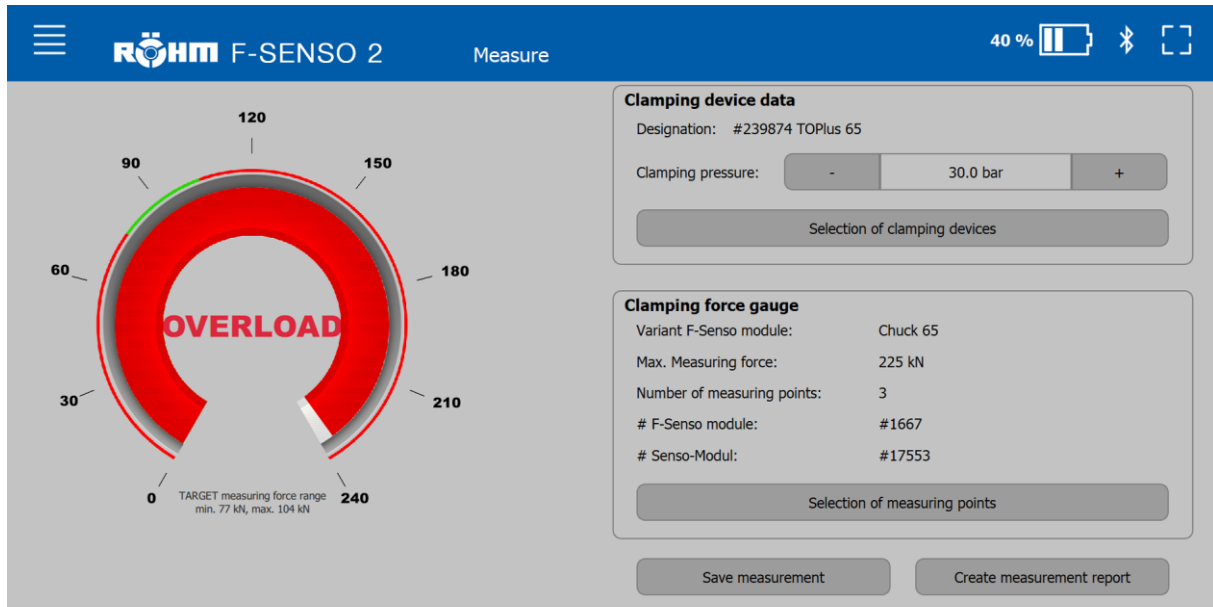 RÖHM F-SENSO 2
Measure
40 %
120
90
150
60
180
OVERLOAD
30
210
0
240
TARGET measuring force range
min. 77 kN, max. 104 kN
Clamping device data
Designation: #239874 TOPlus 65
Clamping pressure: - 30.0 bar +
Selection of clamping devices
Clamping force gauge
Variant F-Senso module: Chuck 65
Max. Measuring force: 225 kN
Number of measuring points: 3
# F-Senso module: #1667
# Senso-Modul: #17553
Selection of measuring points
Save measurement
Create measurement report